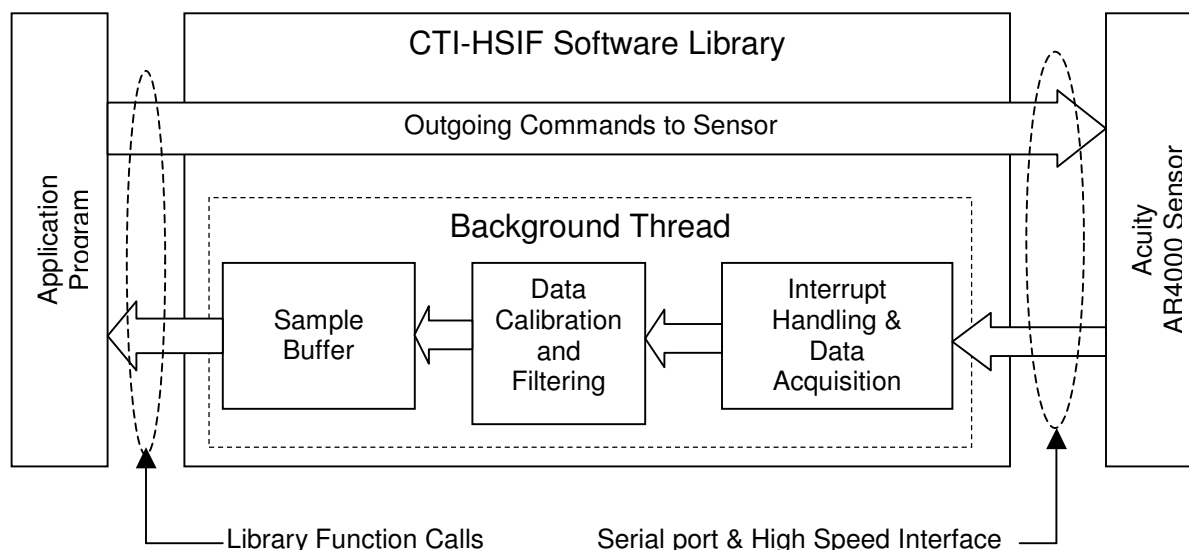 CTI-HSIF Software Library
Outgoing Commands to Sensor
Application
Program
Background Thread
Sample
Buffer
Data
Calibration
and
Filtering
Interrupt
Handling &
Data
Acquisition
Acuity
AR4000 Sensor
Library Function Calls
Serial port & High Speed Interface